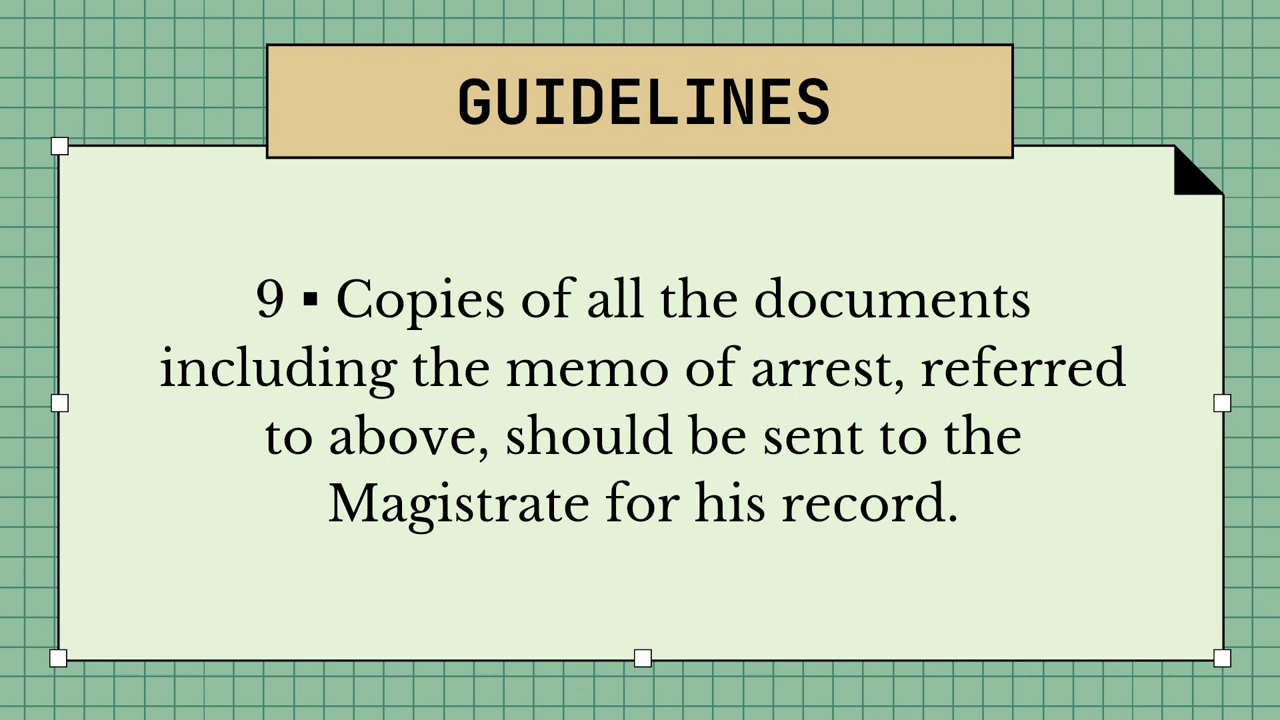 GUIDELINES
9 ▪ Copies of all the documents
including the memo of arrest, referred
to above, should be sent to the
Magistrate for his record.